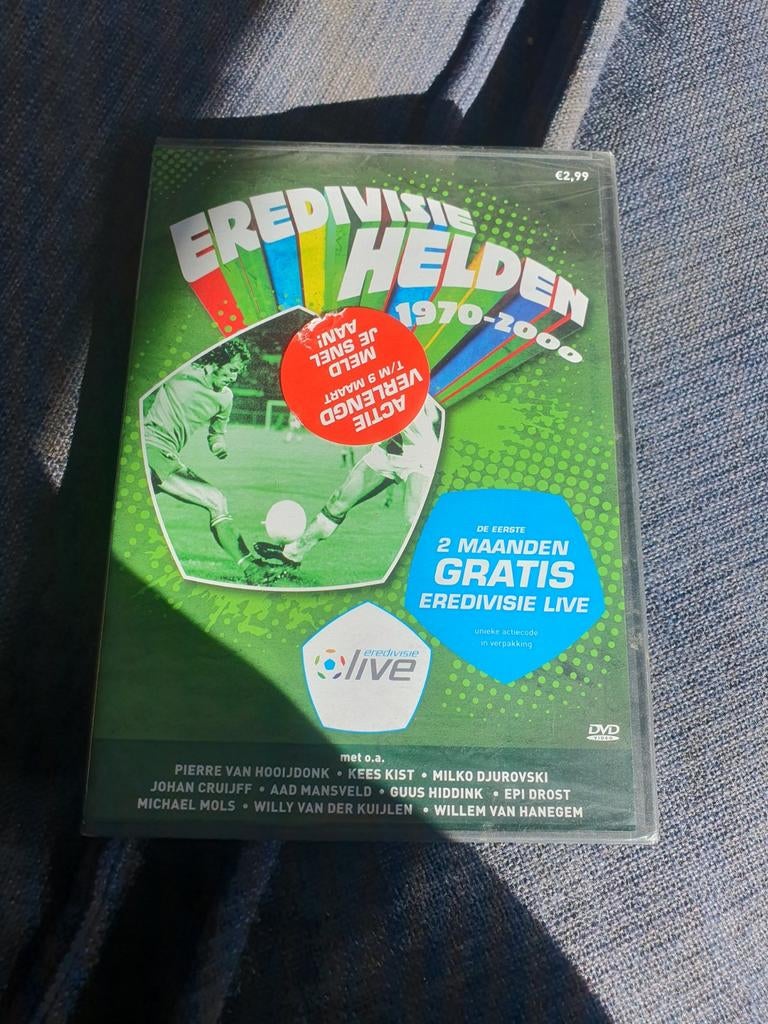 €2,99
EREDIVISIE
HELDEN
1970-2000
ACTIE
VERLENGD
T/M 9 MAART
MELD
JE SNEL
AAN!
DE EERSTE
2 MAANDEN
GRATIS
EREDIVISIE LIVE
unieke actiecode
in verpakking
eredivisie
live
DVD
VIDEO
met o.a.
PIERRE VAN HOOIJDONK • KEES KIST • MILKO DJUROVSKI
JOHAN CRUIJFF • AAD MANSVELD • GUUS HIDDINK • EPI DROST
MICHAEL MOLS • WILLY VAN DER KUIJLEN • WILLEM VAN HANEGEM